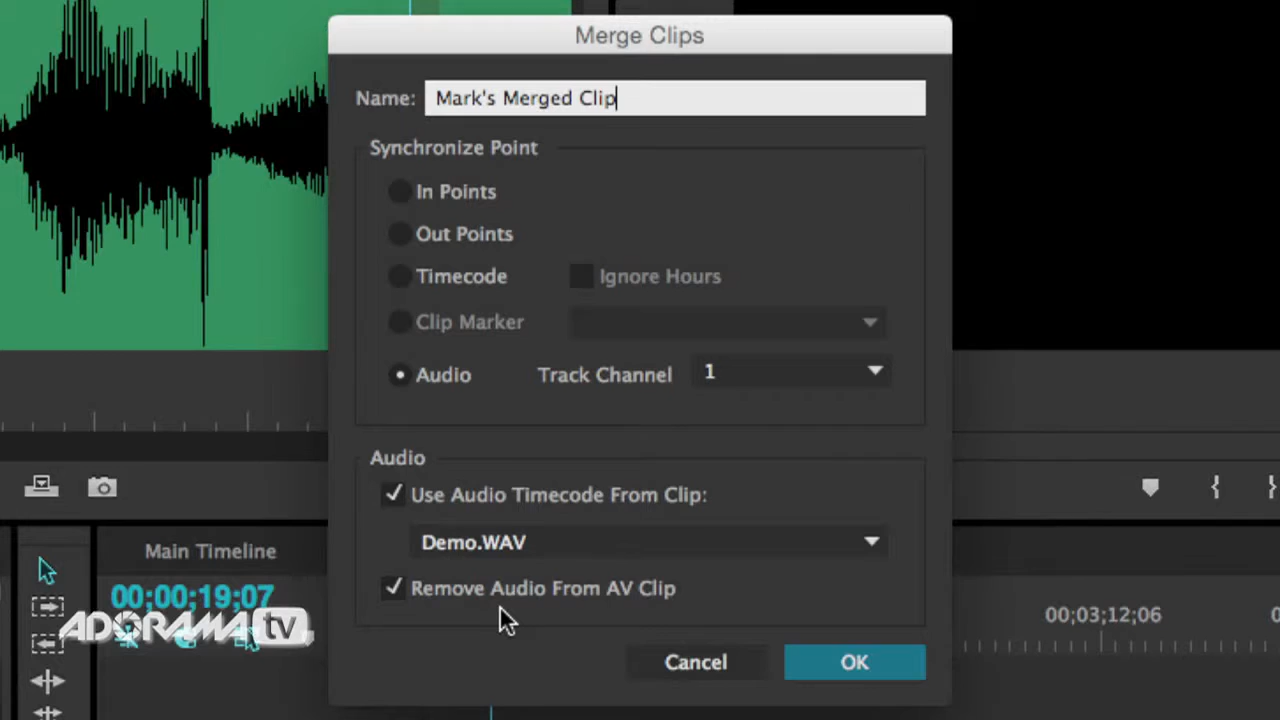 Merge Clips
Name: Mark's Merged Clip
Synchronize Point
In Points
Out Points
Timecode Ignore Hours
Clip Marker
Audio Track Channel 1
Audio
Use Audio Timecode From Clip:
Demo.WAV
Remove Audio From AV Clip
Cancel OK
Main Timeline
00;00;19;07
00;03;12;06
ADORAMA tv